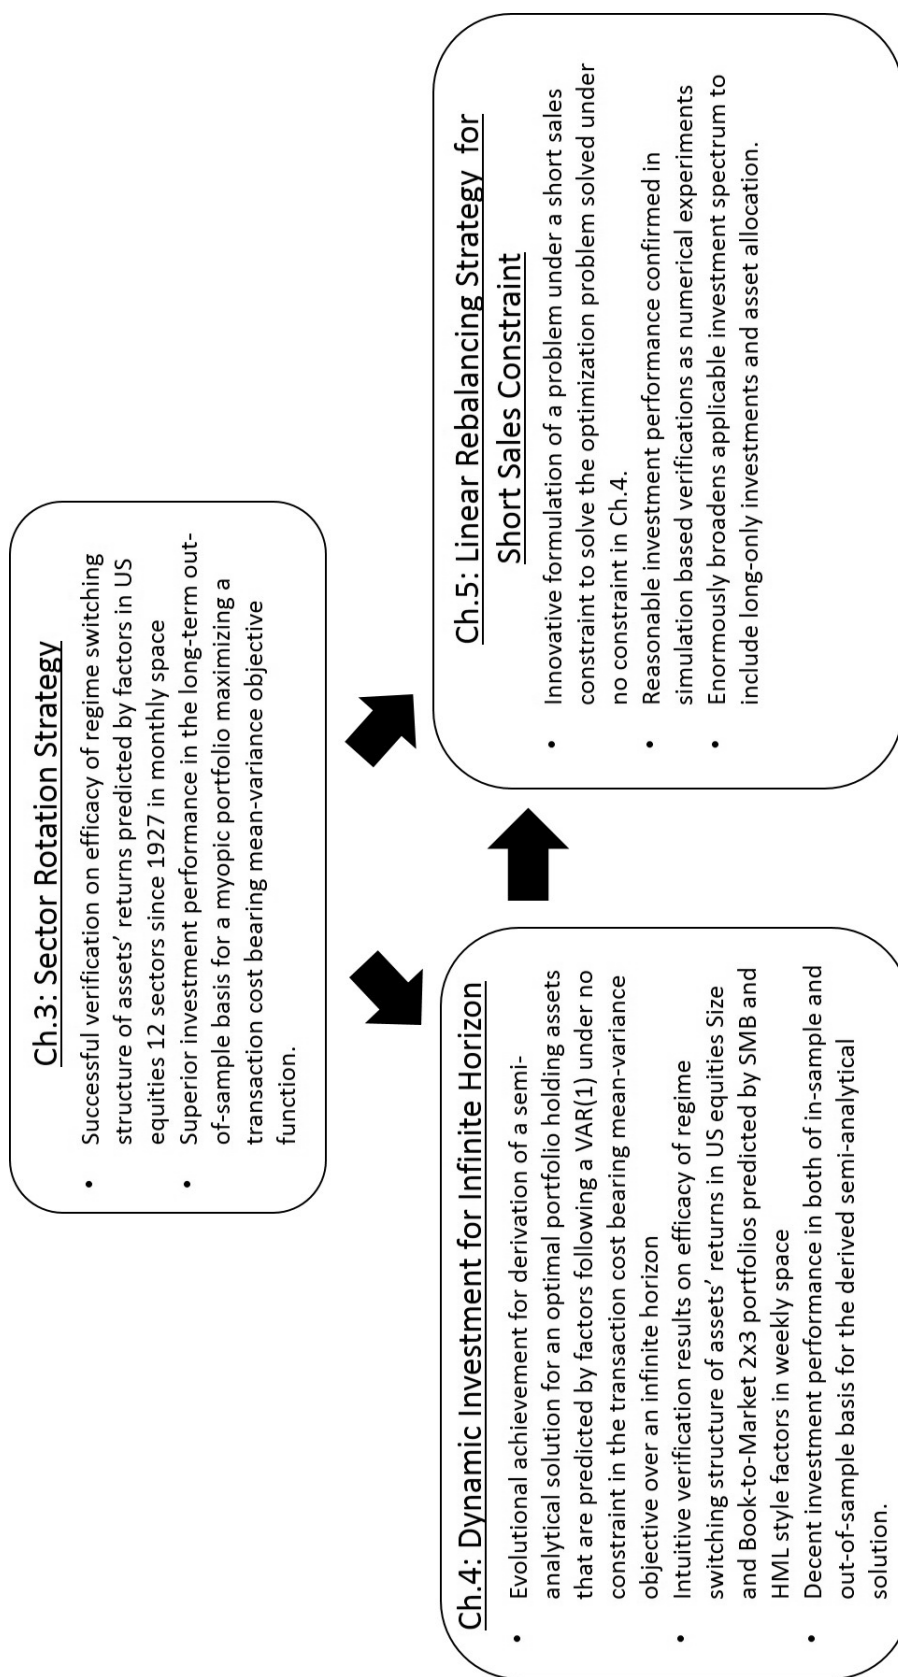 Ch.3: Sector Rotation Strategy
• Successful verification on efficacy of regime switching
structure of assets' returns predicted by factors in US
equities 12 sectors since 1927 in monthly space
• Superior investment performance in the long-term out-
of-sample basis for a myopic portfolio maximizing a
transaction cost bearing mean-variance objective
function.
Ch.4: Dynamic Investment for Infinite Horizon
• Evolutional achievement for derivation of a semi-
analytical solution for an optimal portfolio holding assets
that are predicted by factors following a VAR(1) under no
constraint in the transaction cost bearing mean-variance
objective over an infinite horizon
• Intuitive verification results on efficacy of regime
switching structure of assets' returns in US equities Size
and Book-to-Market 2x3 portfolios predicted by SMB and
HML style factors in weekly space
• Decent investment performance in both of in-sample and
out-of-sample basis for the derived semi-analytical
solution.
Ch.5: Linear Rebalancing Strategy for
Short Sales Constraint
• Innovative formulation of a problem under a short sales
constraint to solve the optimization problem solved under
no constraint in Ch.4.
• Reasonable investment performance confirmed in
simulation based verifications as numerical experiments
• Enormously broadens applicable investment spectrum to
include long-only investments and asset allocation.